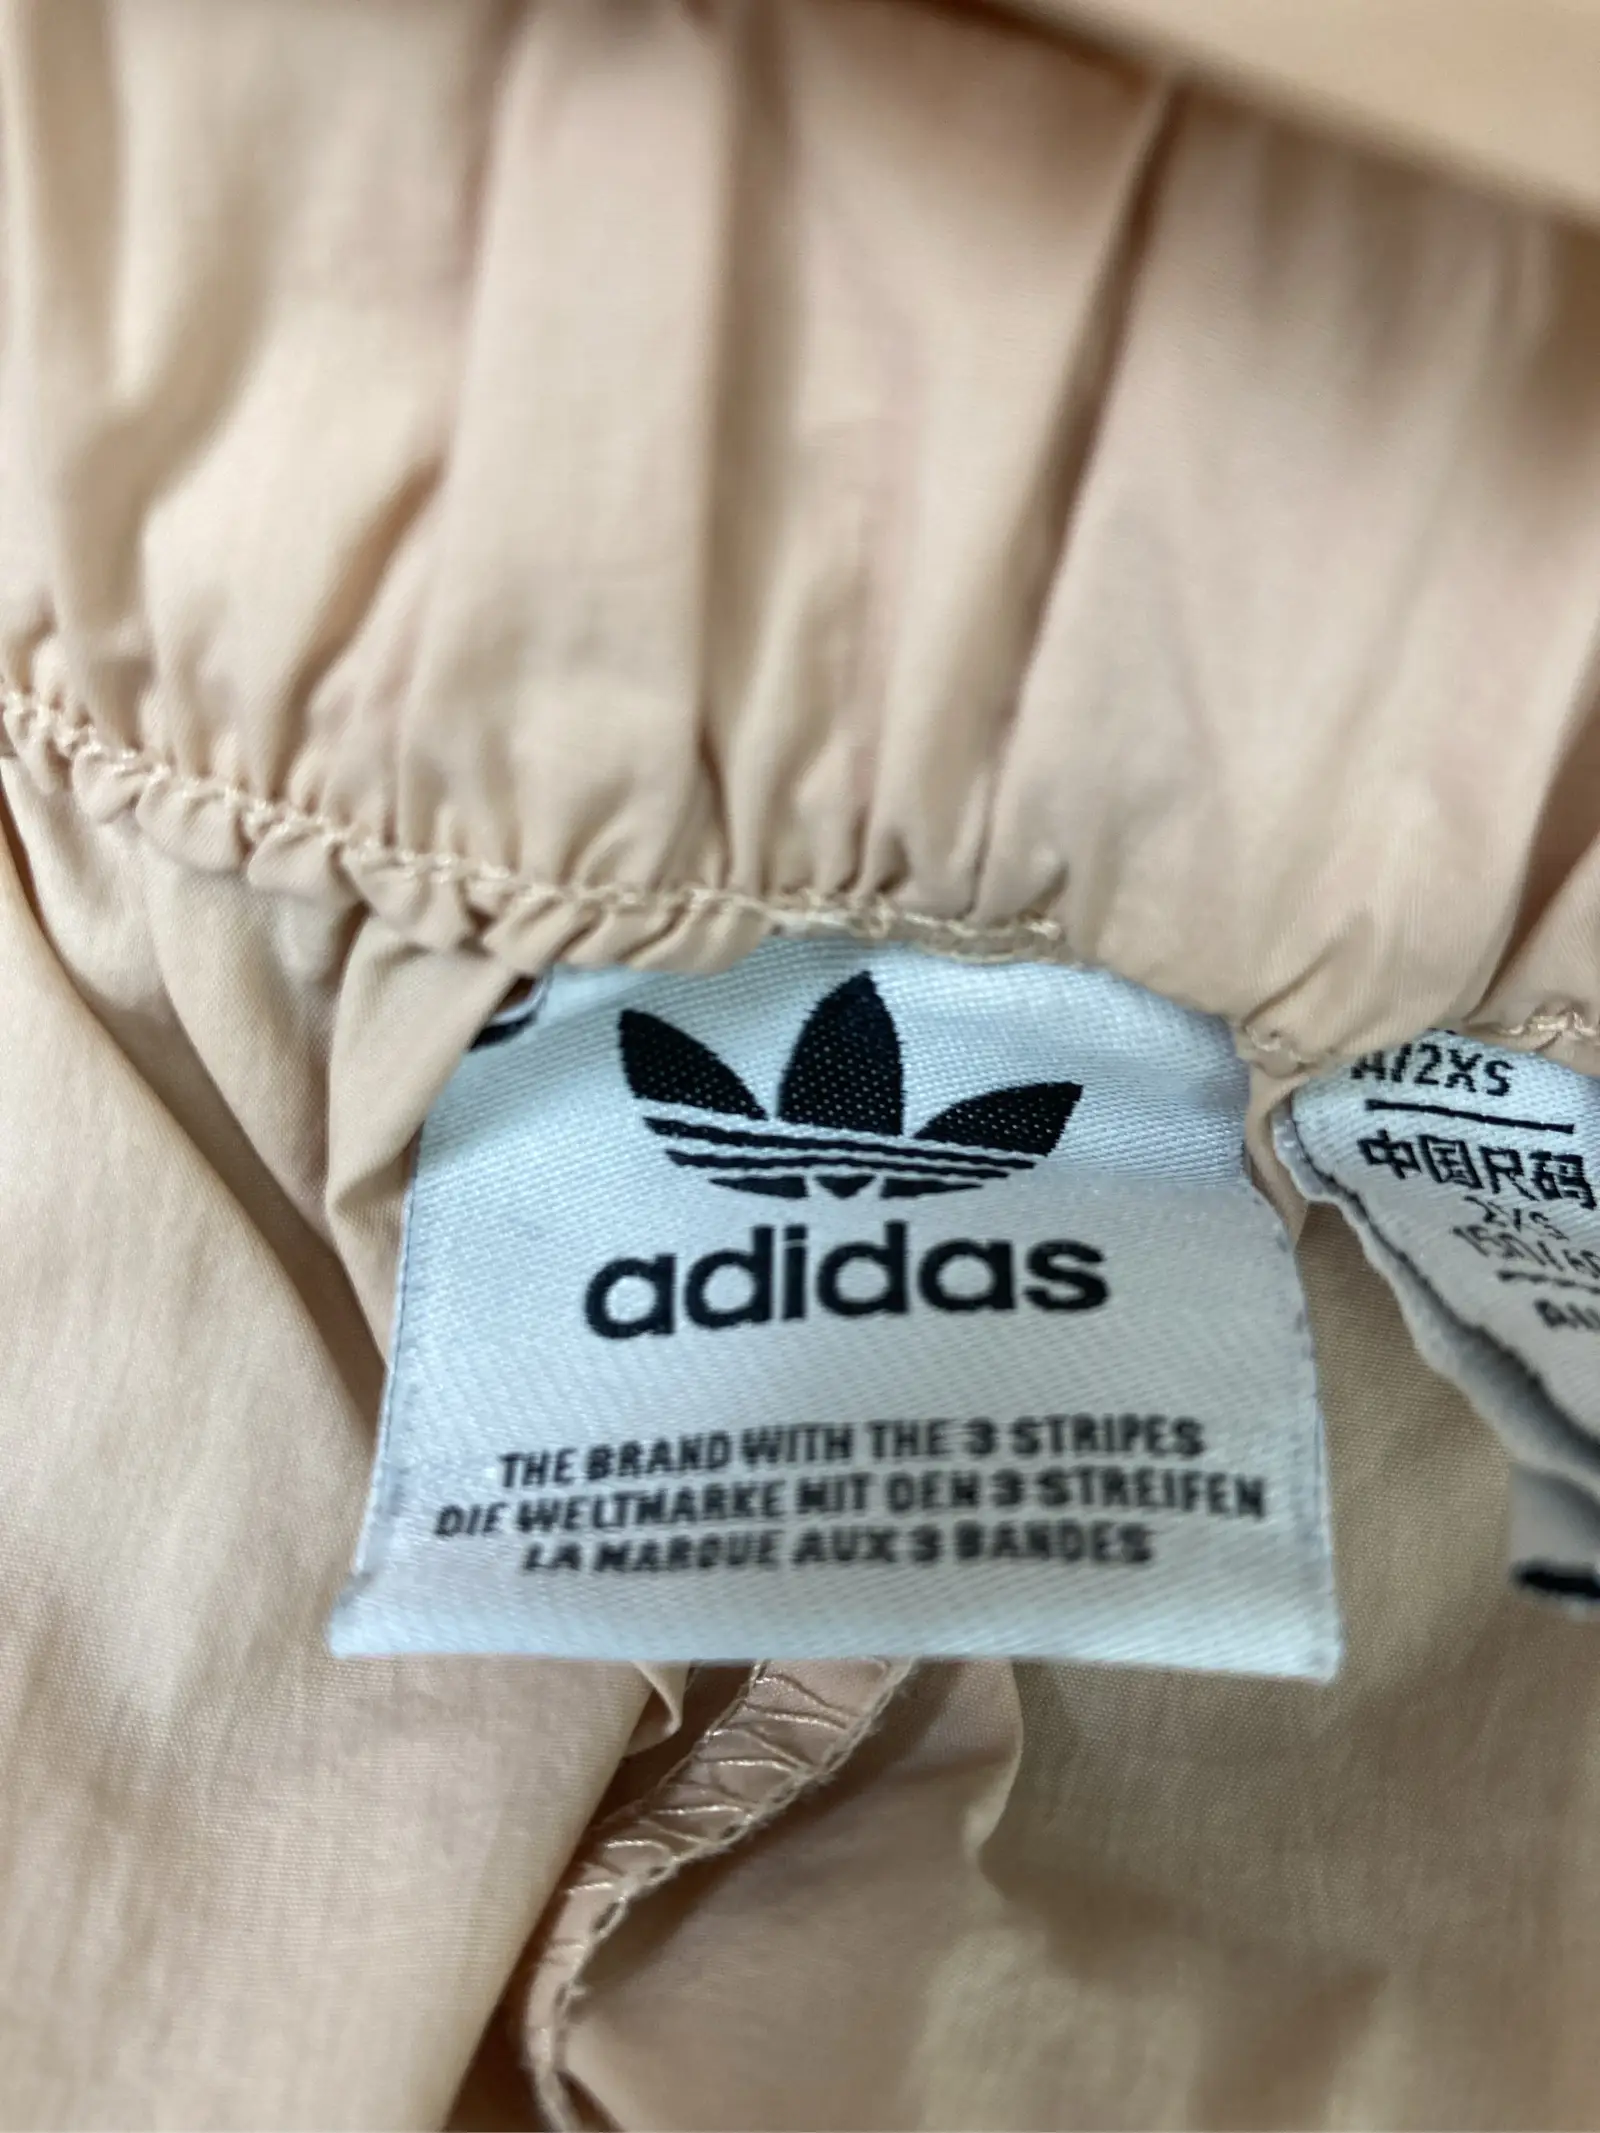 adidas
THE BRAND WITH THE 3 STRIPES
DIE WELTMARKE MIT DEN 3 STREIFEN
LA MARQUE AUX 3 BANDES
A/2XS
中国尺码